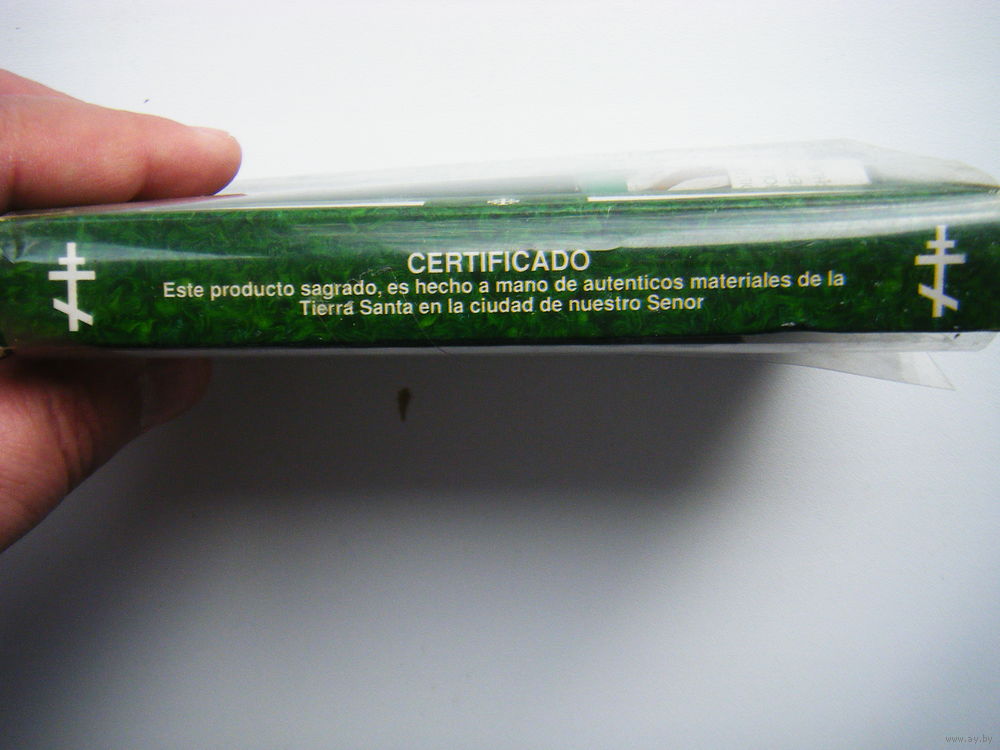 CERTIFICADO
Este producto sagrado, es hecho a mano de autenticos materiales de la
Tierra Santa en la ciudad de nuestro Senor
www.ay.by